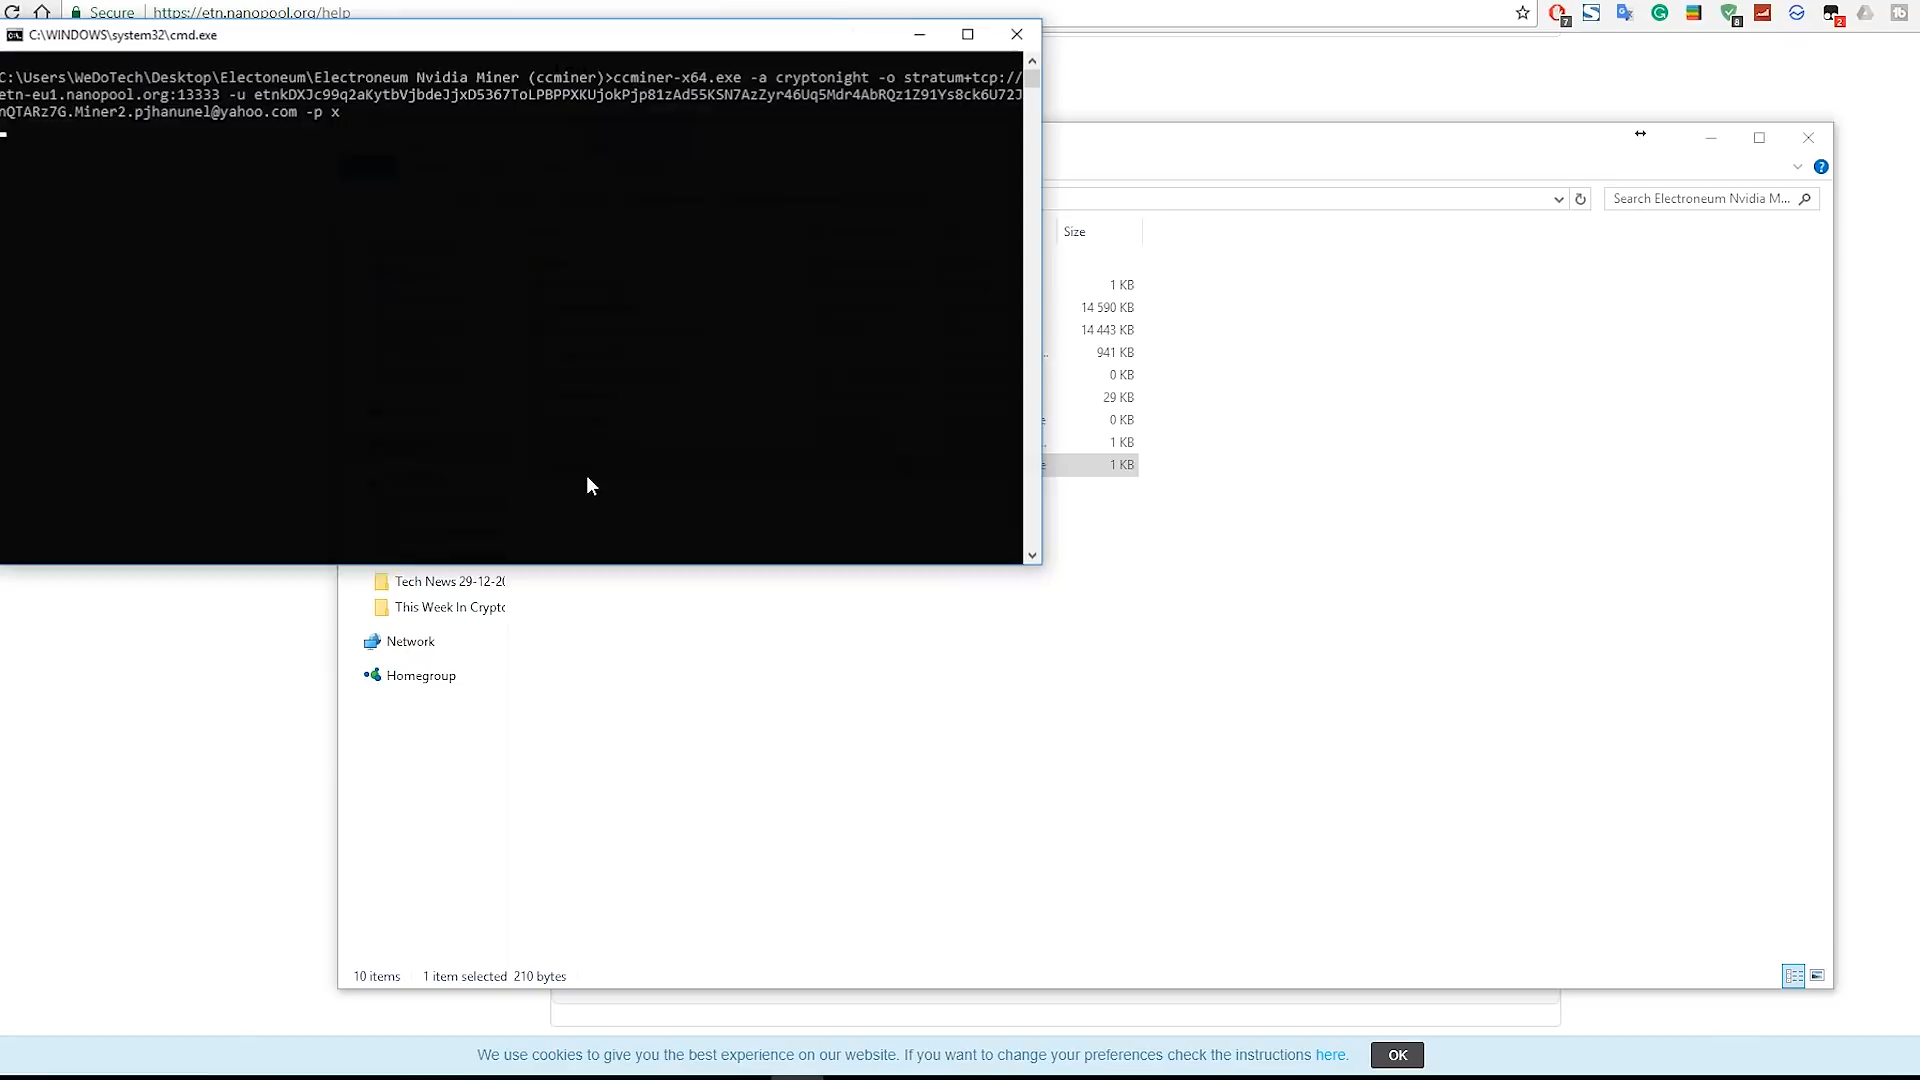 Secure
https://etn.nanopool.org/help
7
8
2
C:\WINDOWS\system32\cmd.exe
C:\Users\WeDoTech\Desktop\Electoneum\Electroneum Nvidia Miner (ccminer)>ccminer-x64.exe -a cryptonight -o stratum+tcp://
etn-eu1.nanopool.org:13333 -u etnkDXJc99q2aKytbVjbdeJjxD5367ToLPBPPXKUjokPjp81zAd55KSN7AzZyr46Uq5Mdr4AbRQz1Z91Ys8ck6U72J
nQTARz7G.Miner2.pjhanunel@yahoo.com -p x
Search Electroneum Nvidia M...
Size
1 KB
14 590 KB
14 443 KB
941 KB
0 KB
29 KB
0 KB
1 KB
1 KB
Tech News 29-12-20
This Week In Crypto
Network
Homegroup
10 items
1 item selected 210 bytes
We use cookies to give you the best experience on our website. If you want to change your preferences check the instructions here.
OK